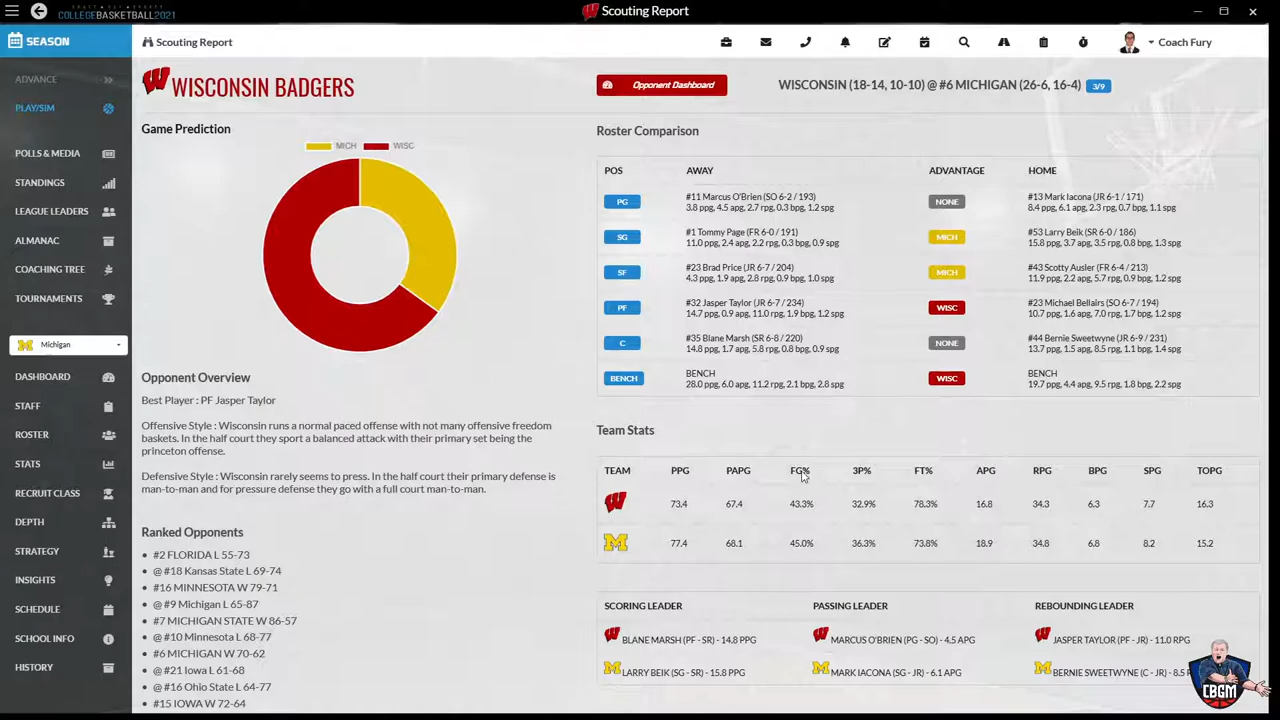 DRAFT DAY SPORTS
COLLEGEBASKETBALL2021
Scouting Report
SEASON
Scouting Report
Coach Fury
ADVANCE
PLAY/SIM
POLLS & MEDIA
STANDINGS
LEAGUE LEADERS
ALMANAC
COACHING TREE
TOURNAMENTS
Michigan
DASHBOARD
STAFF
ROSTER
STATS
RECRUIT CLASS
DEPTH
STRATEGY
INSIGHTS
SCHEDULE
SCHOOL INFO
HISTORY
WISCONSIN BADGERS
Opponent Dashboard
WISCONSIN (18-14, 10-10) @ #6 MICHIGAN (26-6, 16-4) 3/9
Game Prediction
MICH WISC
Opponent Overview
Best Player : PF Jasper Taylor
Offensive Style : Wisconsin runs a normal paced offense with not many offensive freedom
baskets. In the half court they sport a balanced attack with their primary set being the
princeton offense.
Defensive Style : Wisconsin rarely seems to press. In the half court their primary defense is
man-to-man and for pressure defense they go with a full court man-to-man.
Ranked Opponents
• #2 FLORIDA L 55-73
• @ #18 Kansas State L 69-74
• #16 MINNESOTA W 79-71
• @ #9 Michigan L 65-87
• #7 MICHIGAN STATE W 86-57
• @ #10 Minnesota L 68-77
• #6 MICHIGAN W 70-62
• @ #21 Iowa L 61-68
• @ #16 Ohio State L 64-77
• #15 IOWA W 72-64
Roster Comparison
POS AWAY ADVANTAGE HOME
PG #11 Marcus O'Brien (SO 6-2 / 193) NONE #13 Mark Iacona (JR 6-1 / 171)
3.8 ppg, 4.5 apg, 2.7 rpg, 0.3 bpg, 1.2 spg 8.4 ppg, 6.1 apg, 2.3 rpg, 0.7 bpg, 1.1 spg
SG #1 Tommy Page (FR 6-0 / 191) MICH #53 Larry Beik (SR 6-0 / 186)
11.0 ppg, 2.4 apg, 2.2 rpg, 0.3 bpg, 0.9 spg 15.8 ppg, 3.7 apg, 3.5 rpg, 0.8 bpg, 1.3 spg
SF #23 Brad Price (JR 6-7 / 204) MICH #43 Scotty Ausler (FR 6-4 / 213)
4.3 ppg, 1.9 apg, 2.8 rpg, 0.9 bpg, 1.0 spg 11.9 ppg, 2.2 apg, 5.7 rpg, 0.9 bpg, 1.2 spg
PF #32 Jasper Taylor (JR 6-7 / 234) WISC #23 Michael Bellairs (SO 6-7 / 194)
14.7 ppg, 0.9 apg, 11.0 rpg, 1.9 bpg, 1.2 spg 10.7 ppg, 1.6 apg, 7.0 rpg, 1.7 bpg, 1.2 spg
C #35 Blane Marsh (SR 6-8 / 220) NONE #44 Bernie Sweetwyne (JR 6-9 / 231)
14.8 ppg, 1.7 apg, 5.8 rpg, 0.8 bpg, 0.9 spg 13.7 ppg, 1.5 apg, 8.5 rpg, 1.1 bpg, 1.4 spg
BENCH BENCH WISC BENCH
28.0 ppg, 6.0 apg, 11.2 rpg, 2.1 bpg, 2.8 spg 19.7 ppg, 4.4 apg, 9.5 rpg, 1.8 bpg, 2.2 spg
Team Stats
TEAM PPG PAPG FG% 3P% FT% APG RPG BPG SPG TOPG
73.4 67.4 43.3% 32.9% 78.3% 16.8 34.3 6.3 7.7 16.3
77.4 68.1 45.0% 36.3% 73.8% 18.9 34.8 6.8 8.2 15.2
SCORING LEADER PASSING LEADER REBOUNDING LEADER
BLANE MARSH (PF - SR) - 14.8 PPG MARCUS O'BRIEN (PG - SO) - 4.5 APG JASPER TAYLOR (PF - JR) - 11.0 RPG
LARRY BEIK (SG - SR) - 15.8 PPG MARK IACONA (SG - JR) - 6.1 APG BERNIE SWEETWYNE (C - JR) - 8.5
CBGM